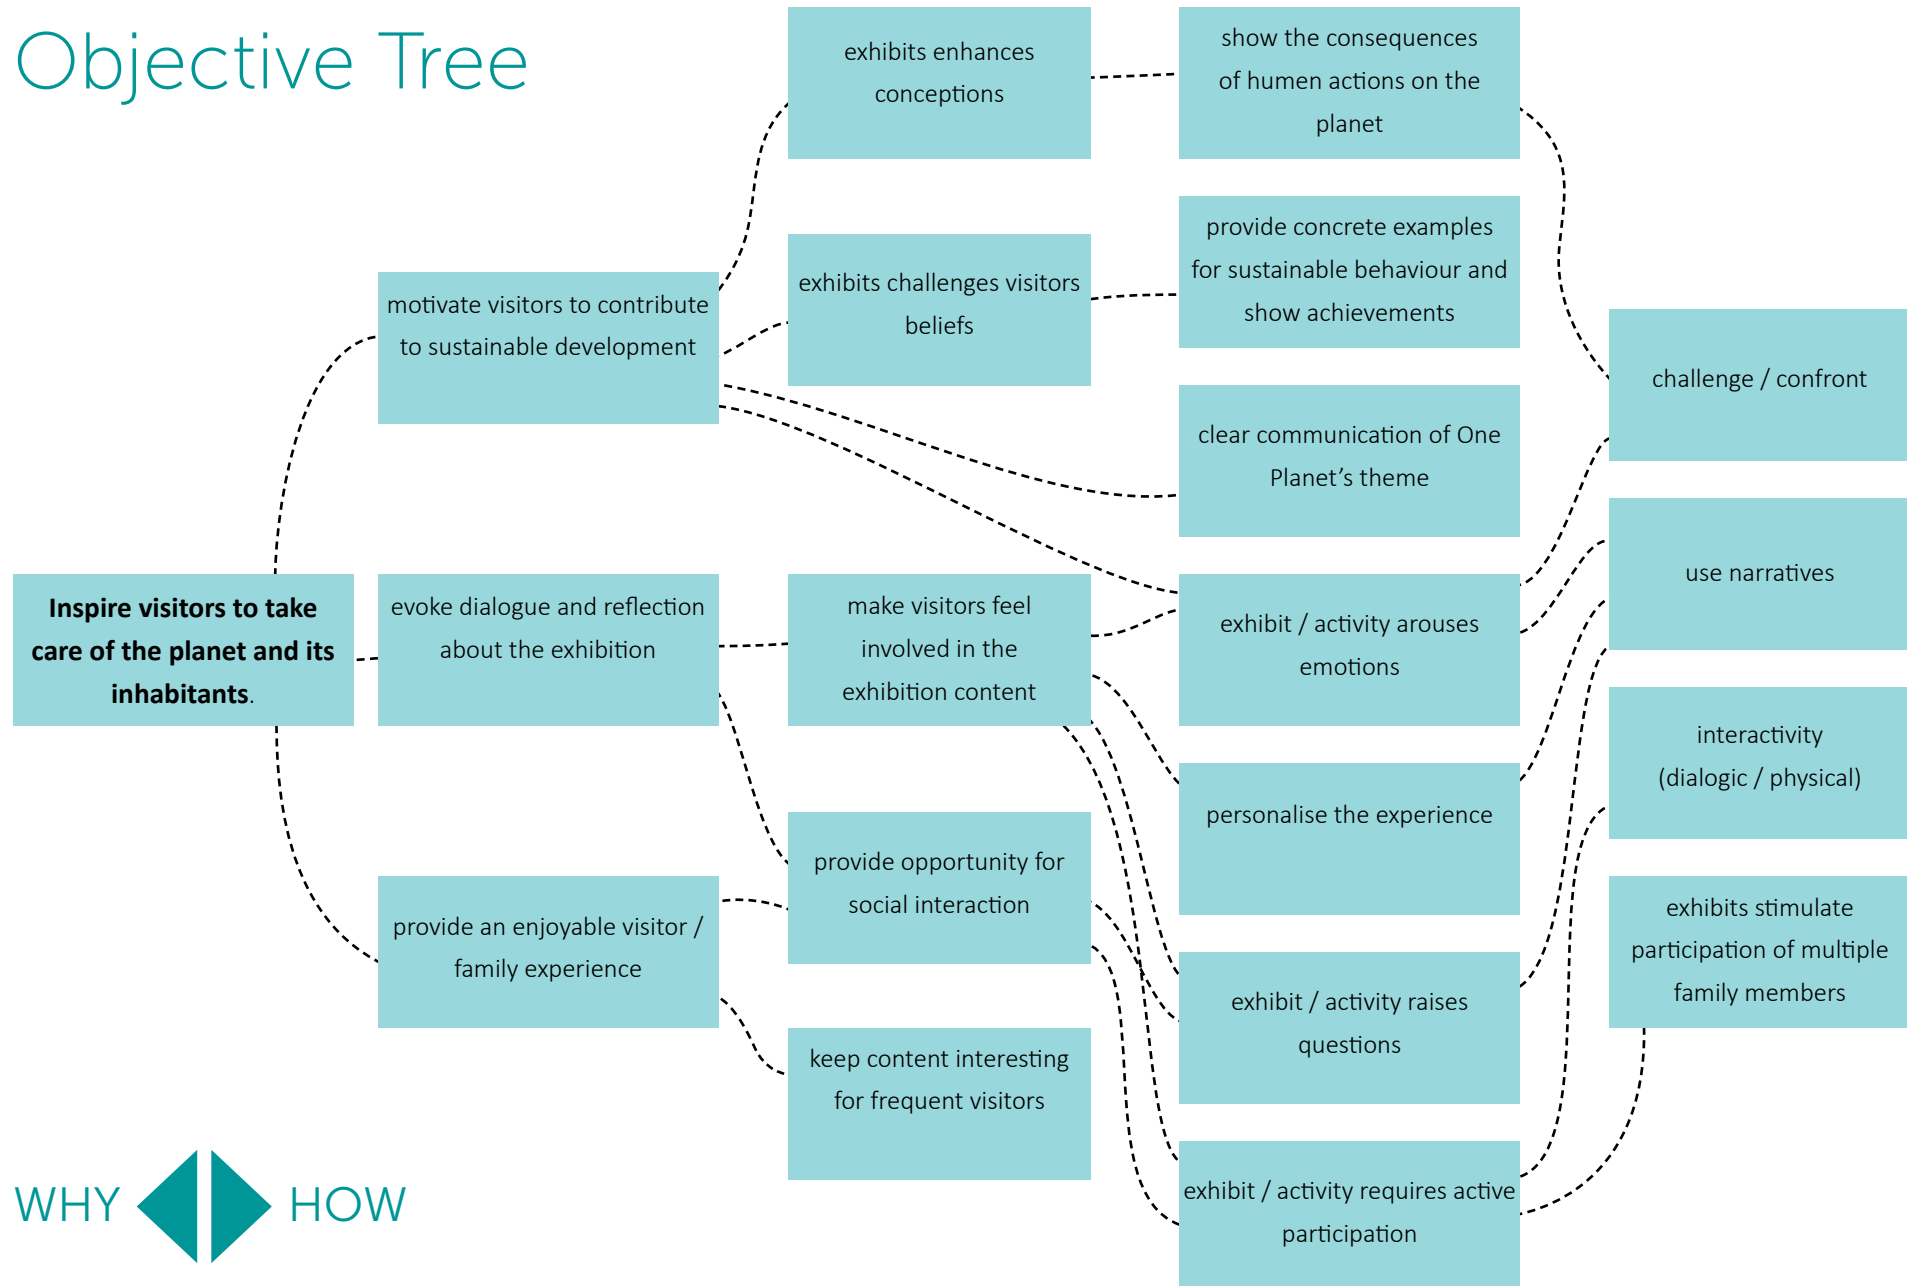 Objective Tree
Inspire visitors to take
care of the planet and its
inhabitants.
motivate visitors to contribute
to sustainable development
evoke dialogue and reflection
about the exhibition
provide an enjoyable visitor /
family experience
exhibits enhances
conceptions
exhibits challenges visitors
beliefs
make visitors feel
involved in the
exhibition content
provide opportunity for
social interaction
keep content interesting
for frequent visitors
show the consequences
of human actions on the
planet
provide concrete examples
for sustainable behaviour and
show achievements
clear communication of One
Planet’s theme
exhibit / activity arouses
emotions
personalise the experience
exhibit / activity raises
questions
exhibit / activity requires active
participation
challenge / confront
use narratives
interactivity
(dialogic / physical)
exhibits stimulate
participation of multiple
family members
WHY HOW